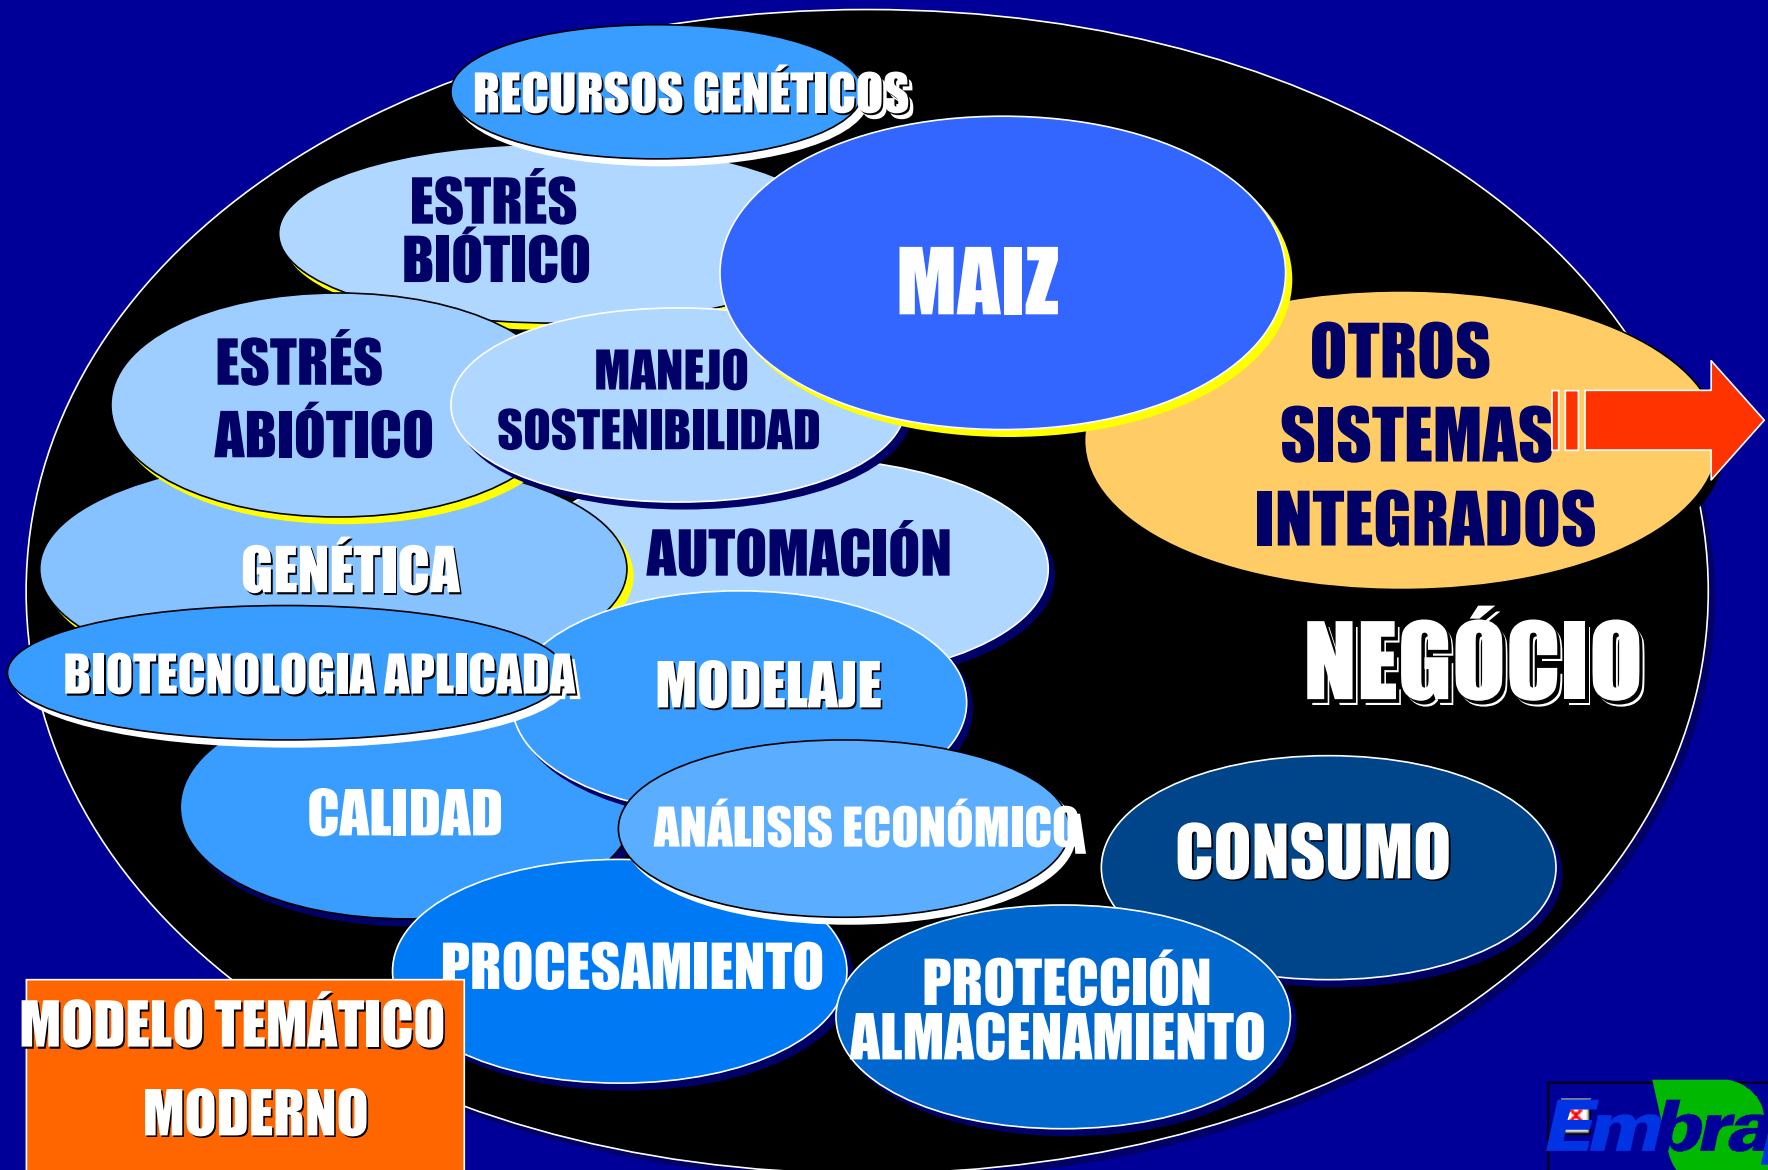 RECURSOS GENÉTICOS
ESTRÉS
BIÓTICO
MAIZ
ESTRÉS
ABIÓTICO
MANEJO
SOSTENIBILIDAD
OTROS
SISTEMAS
INTEGRADOS
GENÉTICA
AUTOMACIÓN
BIOTECNOLOGIA APLICADA
MODELAJE
NEGÓCIO
CALIDAD
ANÁLISIS ECONÓMICO
CONSUMO
PROCESAMIENTO
PROTECCIÓN
ALMACENAMIENTO
MODELO TEMÁTICO
MODERNO
Embrap